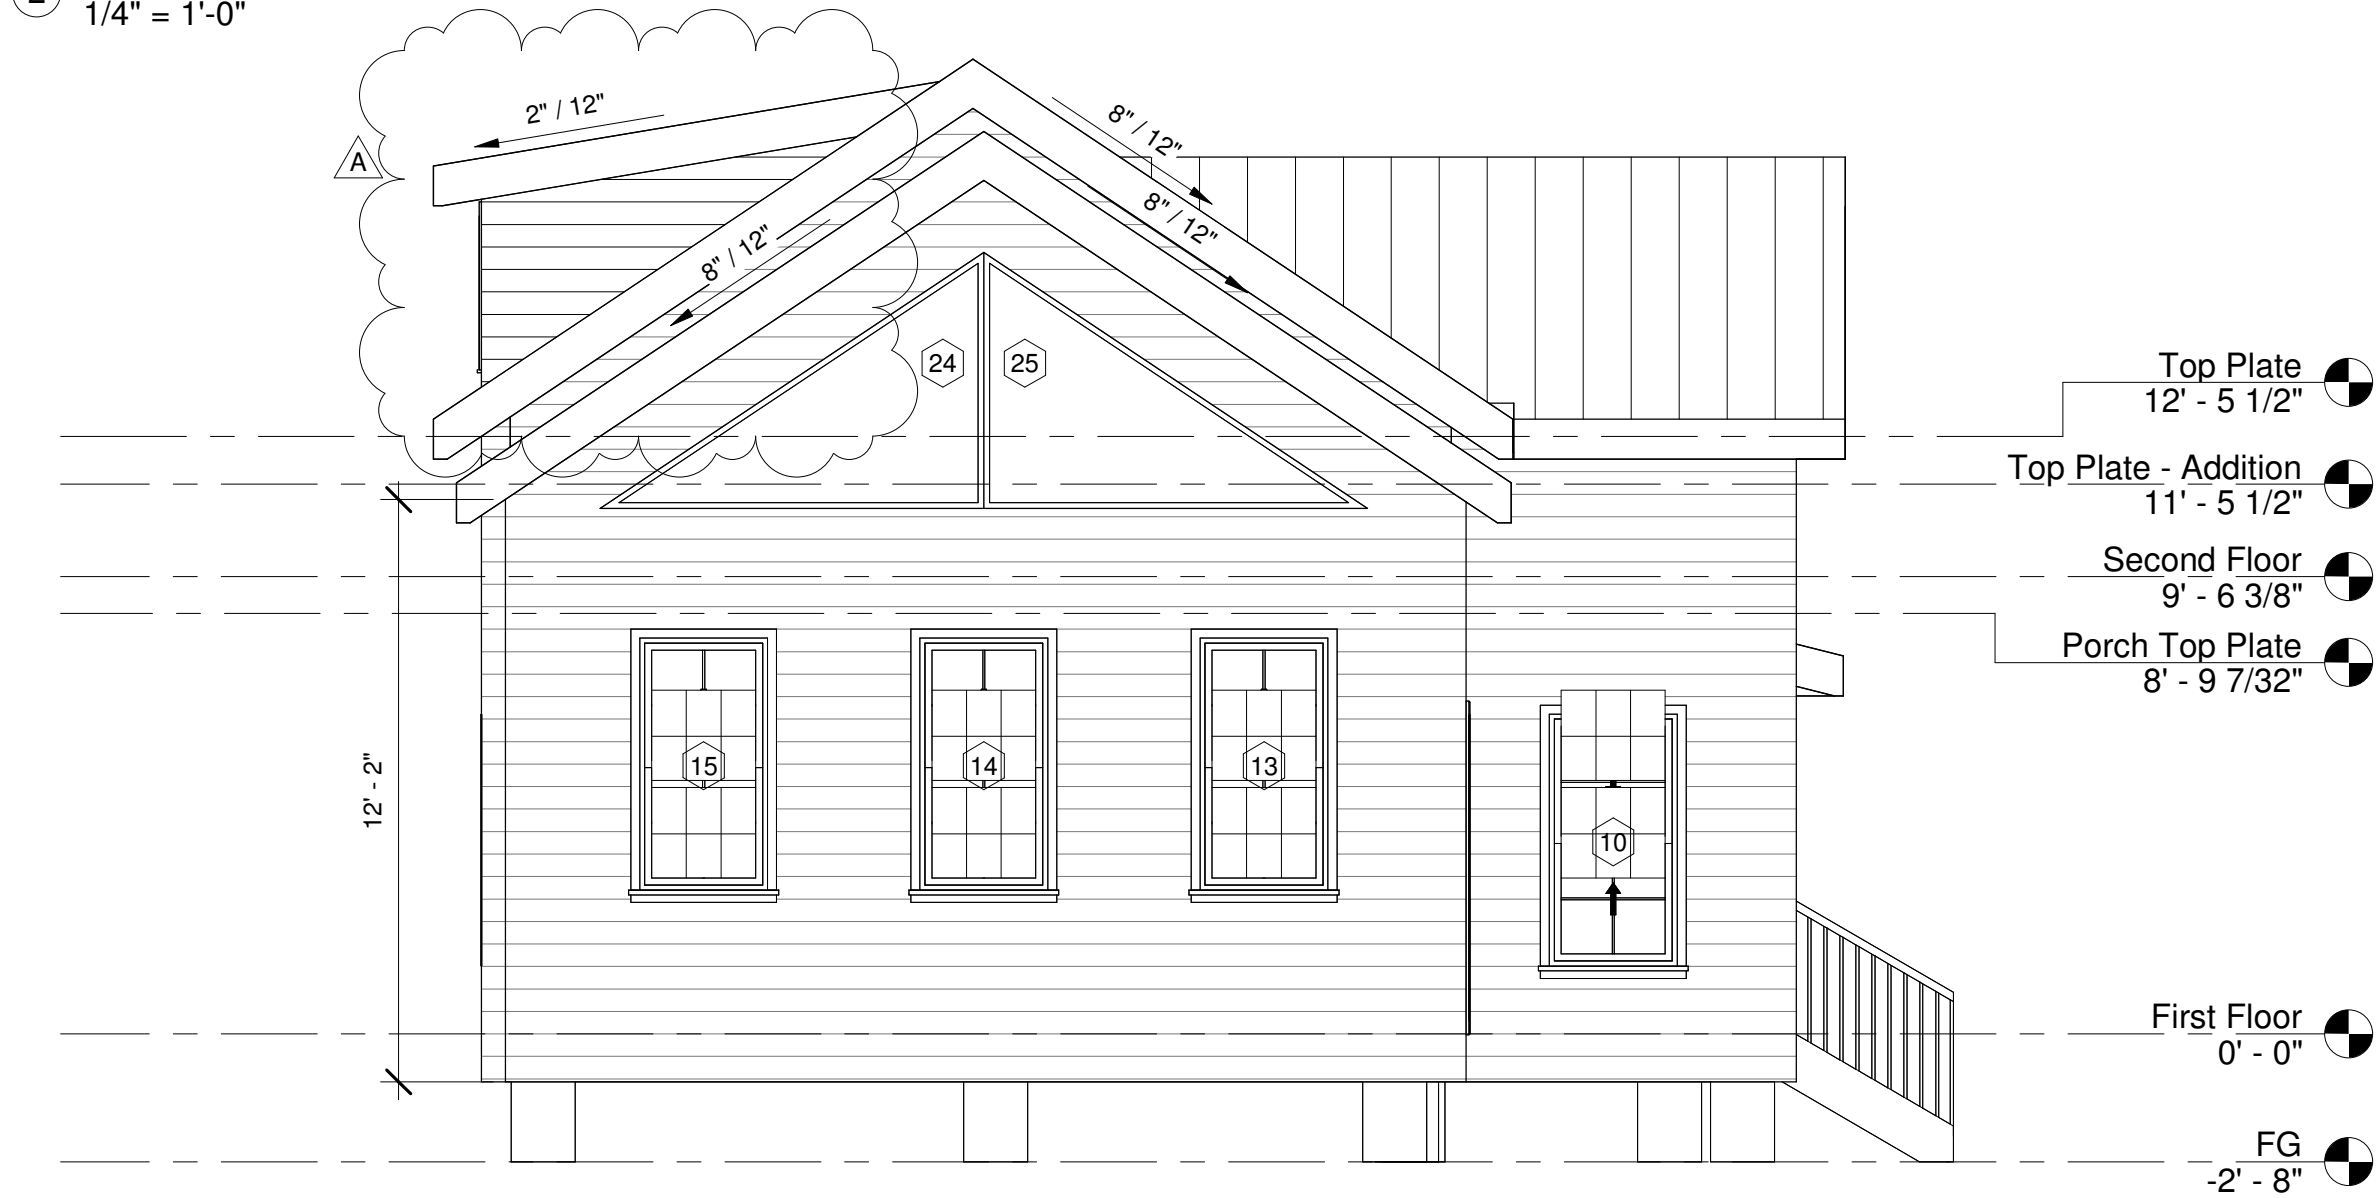 1/4" = 1'-0"
2" / 12"
8" / 12"
A
8" / 12"
8" / 12"
24
25
Top Plate
12' - 5 1/2"
Top Plate - Addition
11' - 5 1/2"
Second Floor
9' - 6 3/8"
Porch Top Plate
8' - 9 7/32"
12' - 2"
15
14
13
10
First Floor
0' - 0"
FG
-2' - 8"